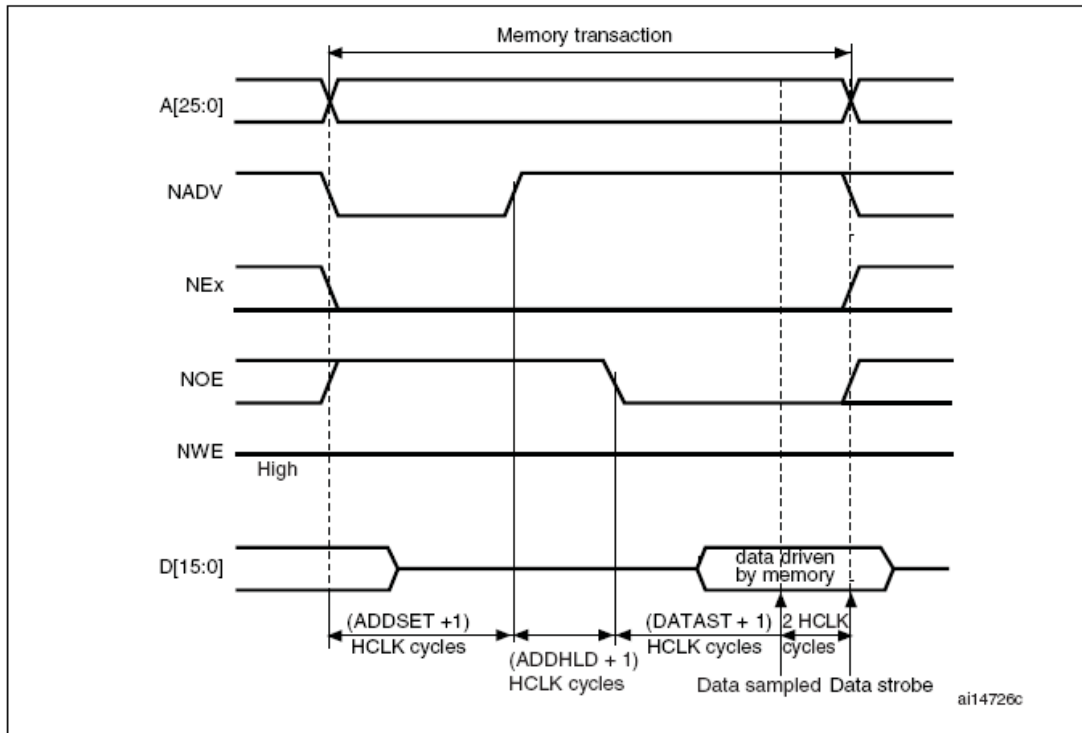 Memory transaction
A[25:0]
NADV
NEx
NOE
NWE
High
D[15:0]
data driven
by memory
(ADDSET +1)
HCLK cycles
(ADDHLD + 1)
HCLK cycles
(DATAST + 1)
HCLK cycles
2 HCLK
cycles
Data sampled
Data strobe
ai14726c